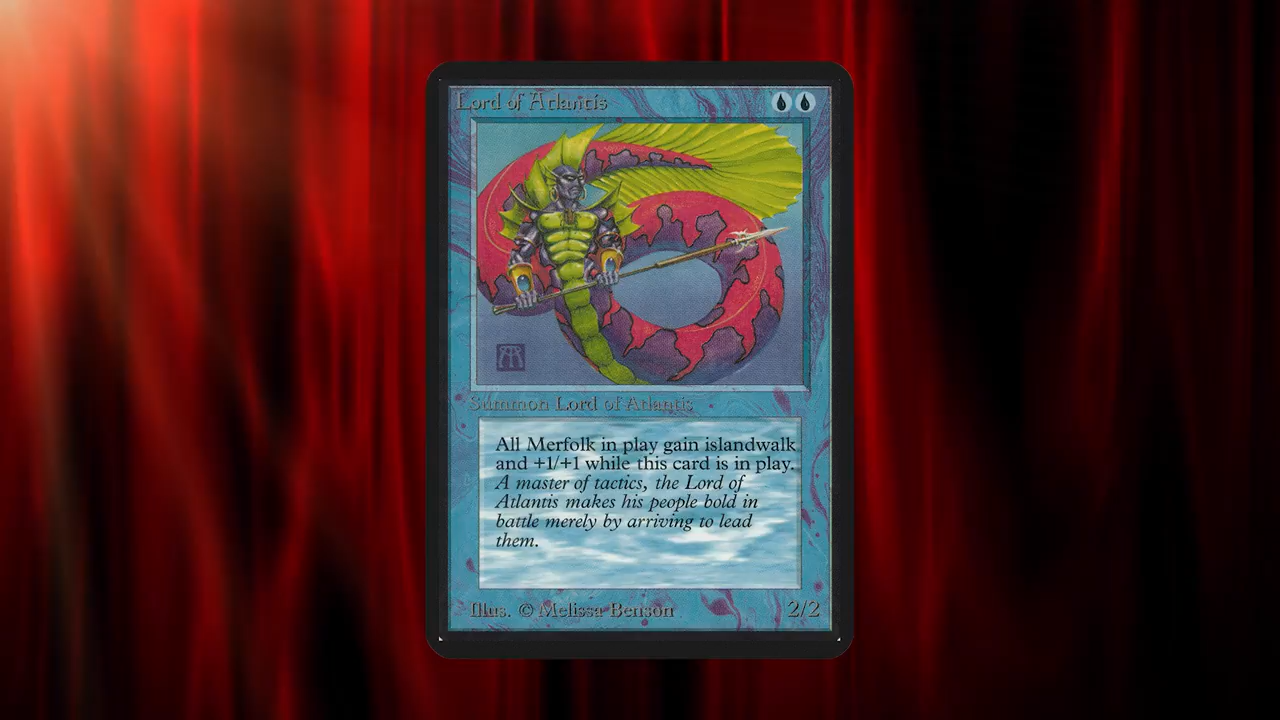 Lord of Atlantis
Summon Lord of Atlantis
All Merfolk in play gain islandwalk
and +1/+1 while this card is in play.
A master of tactics, the Lord of
Atlantis makes his people bold in
battle merely by arriving to lead
them.
Illus. © Melissa Benson 2/2